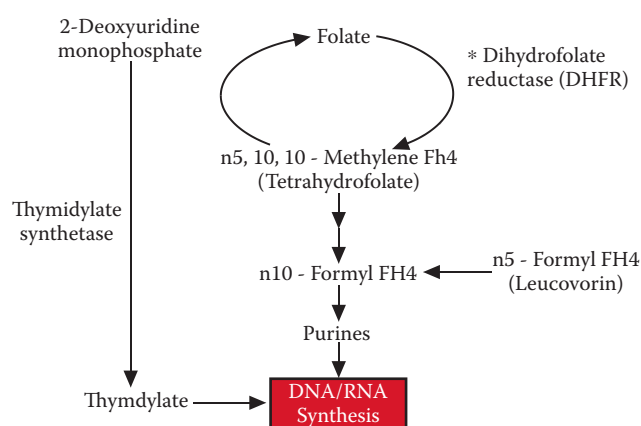 2-Deoxyuridine
monophosphate
Folate
* Dihydrofolate
reductase (DHFR)
n5, 10, 10 - Methylene Fh4
(Tetrahydrofolate)
Thymidylate
synthetase
n10 - Formyl FH4
n5 - Formyl FH4
(Leucovorin)
Purines
Thymdylate
DNA/RNA
Synthesis